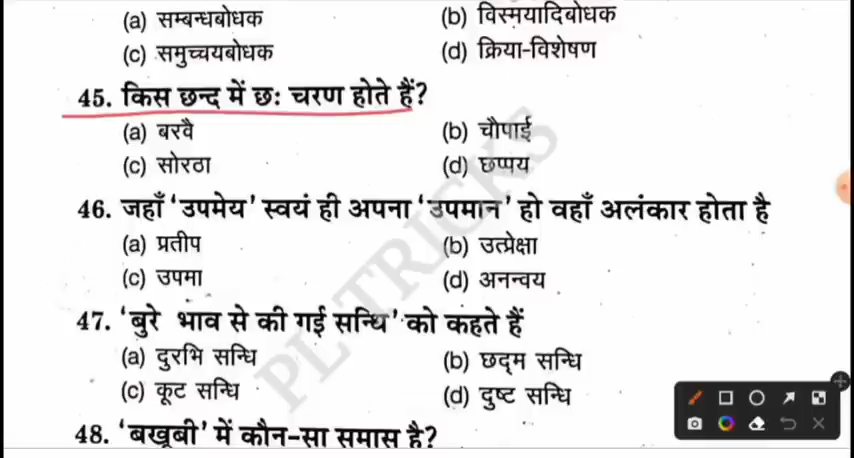 (a) सम्बन्धबोधक (b) विस्मयादिबोधक
(c) समुच्चयबोधक (d) क्रिया-विशेषण
45. किस छन्द में छः चरण होते हैं?
(a) बरवै (b) चौपाई
(c) सोरठा (d) छप्पय
46. जहाँ 'उपमेय' स्वयं ही अपना 'उपमान' हो वहाँ अलंकार होता है
(a) प्रतीप (b) उत्प्रेक्षा
(c) उपमा (d) अनन्वय
47. 'बुरे भाव से की गई सन्धि' को कहते हैं
(a) दुरभि सन्धि (b) छद्म सन्धि
(c) कूट सन्धि (d) दुष्ट सन्धि
48. 'बखूबी' में कौन-सा समास है?
PLTRICKS